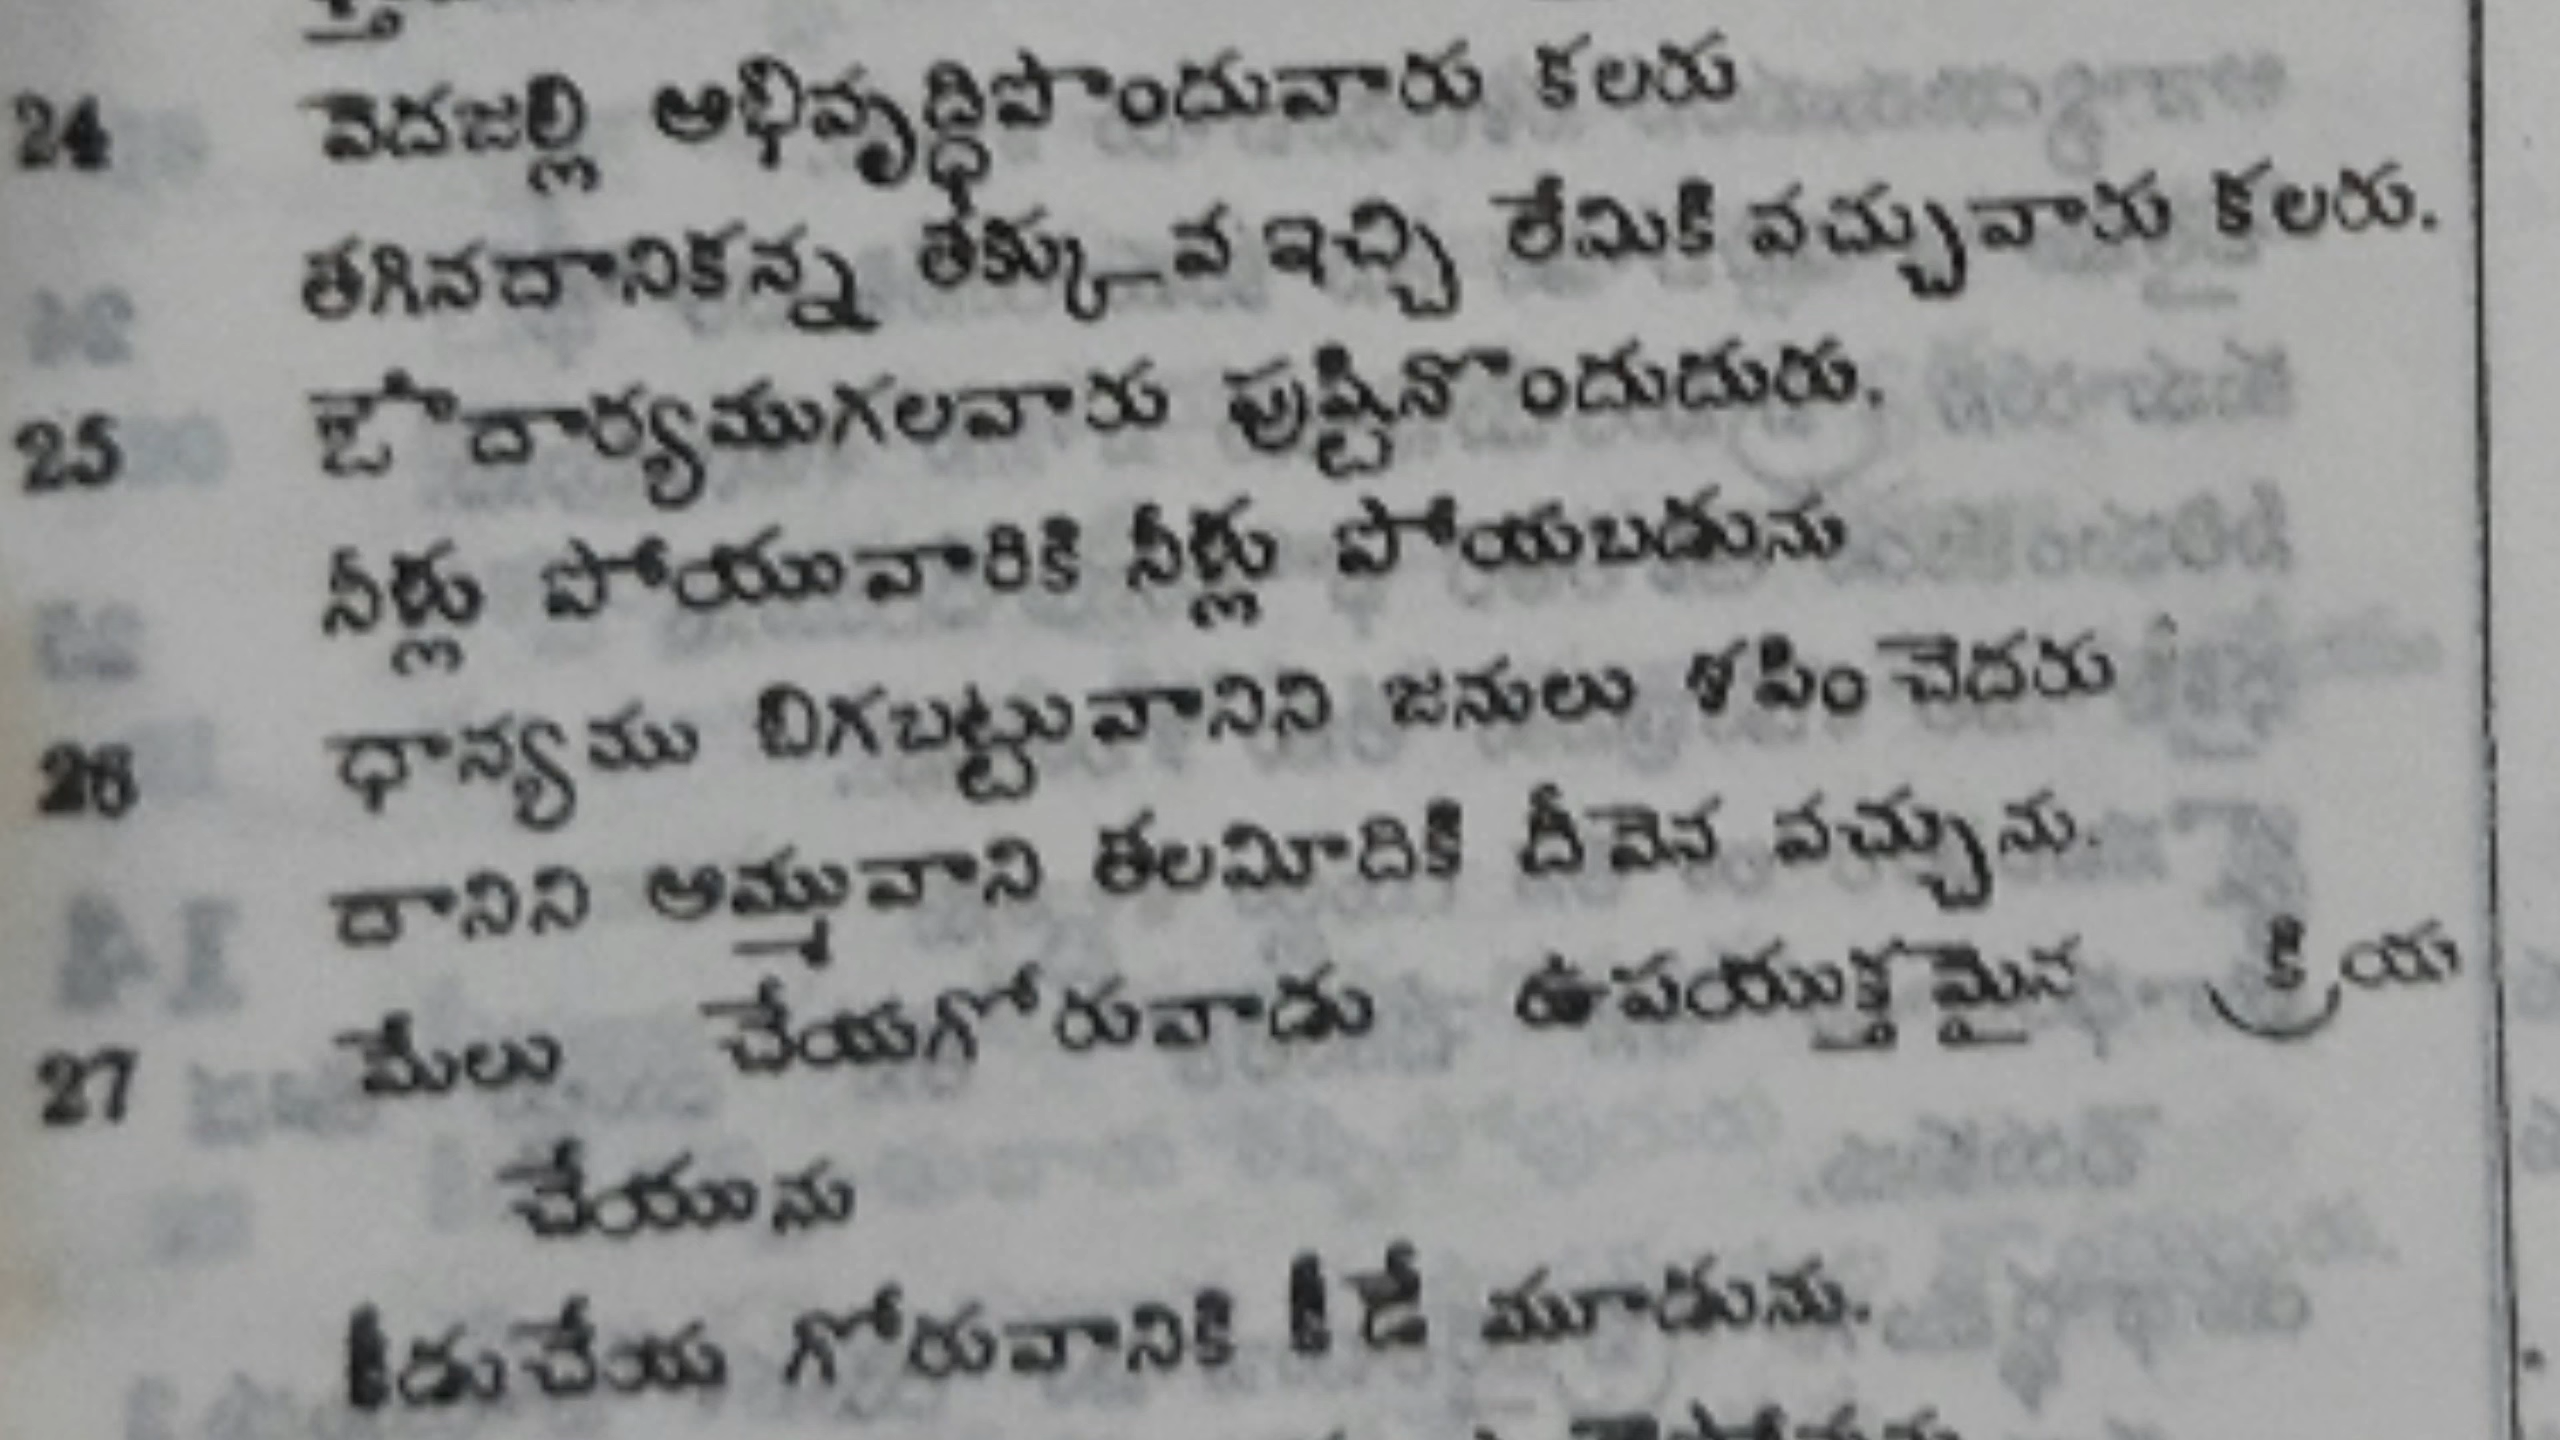 24 వెదజల్లి అభివృద్ధిపొందువారు కలరు
తగినదానికన్న తక్కువ ఇచ్చి లేమికి వచ్చువారు కలరు.
25 ఔదార్యముగలవారు పుష్టినొందుదురు.
నీళ్లు పోయువారికి నీళ్లు పోయబడును
26 ధాన్యము బిగబట్టువానిని జనులు శపించెదరు
దానిని అమ్మువాని తలమీదికి దీవెన వచ్చును.
27 మేలు చేయగోరువాడు ఉపయుక్తమైన క్రియ
చేయును
కీడుచేయ గోరువానికి కీడే మూడును.